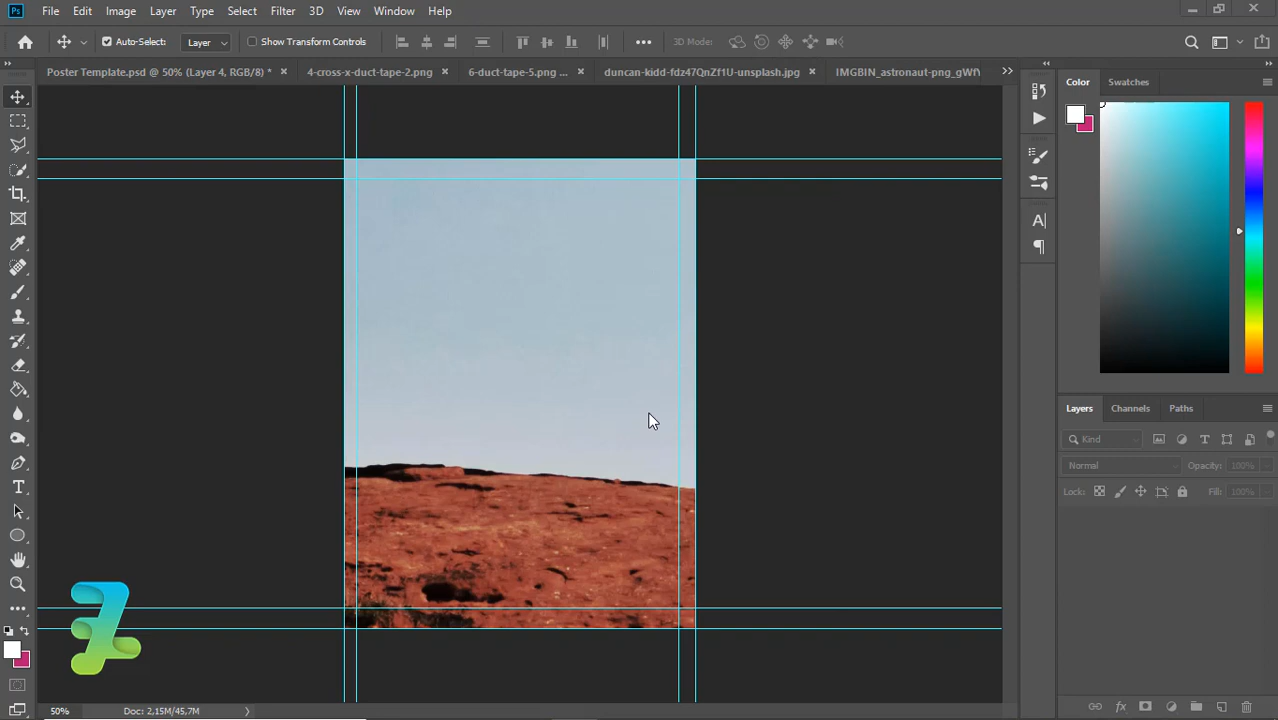 Ps File Edit Image Layer Type Select Filter 3D View Window Help
Auto-Select: Layer Show Transform Controls 3D Mode:
Poster Template.psd @ 50% (Layer 4, RGB/8) * 4-cross-x-duct-tape-2.png 6-duct-tape-5.png ... duncan-kidd-fdz47QnZf1U-unsplash.jpg IMGBIN_astronaut-png_gWf
Color Swatches
Layers Channels Paths
Kind
Normal Opacity: 100%
Lock: Fill: 100%
50% Doc: 2,15M/45,7M